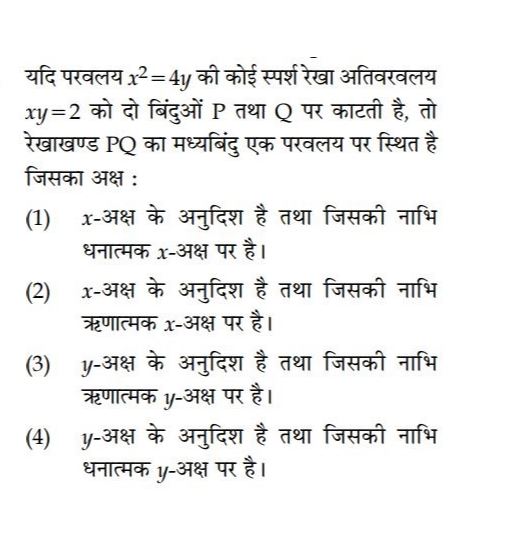 यदि परवलय x²=4y की कोई स्पर्श रेखा अतिवरवलय
xy=2 को दो बिंदुओं P तथा Q पर काटती है, तो
रेखाखण्ड PQ का मध्यबिंदु एक परवलय पर स्थित है
जिसका अक्ष :
(1) x-अक्ष के अनुदिश है तथा जिसकी नाभि
धनात्मक x-अक्ष पर है।
(2) x-अक्ष के अनुदिश है तथा जिसकी नाभि
ऋणात्मक x-अक्ष पर है।
(3) y-अक्ष के अनुदिश है तथा जिसकी नाभि
ऋणात्मक y-अक्ष पर है।
(4) y-अक्ष के अनुदिश है तथा जिसकी नाभि
धनात्मक y-अक्ष पर है।